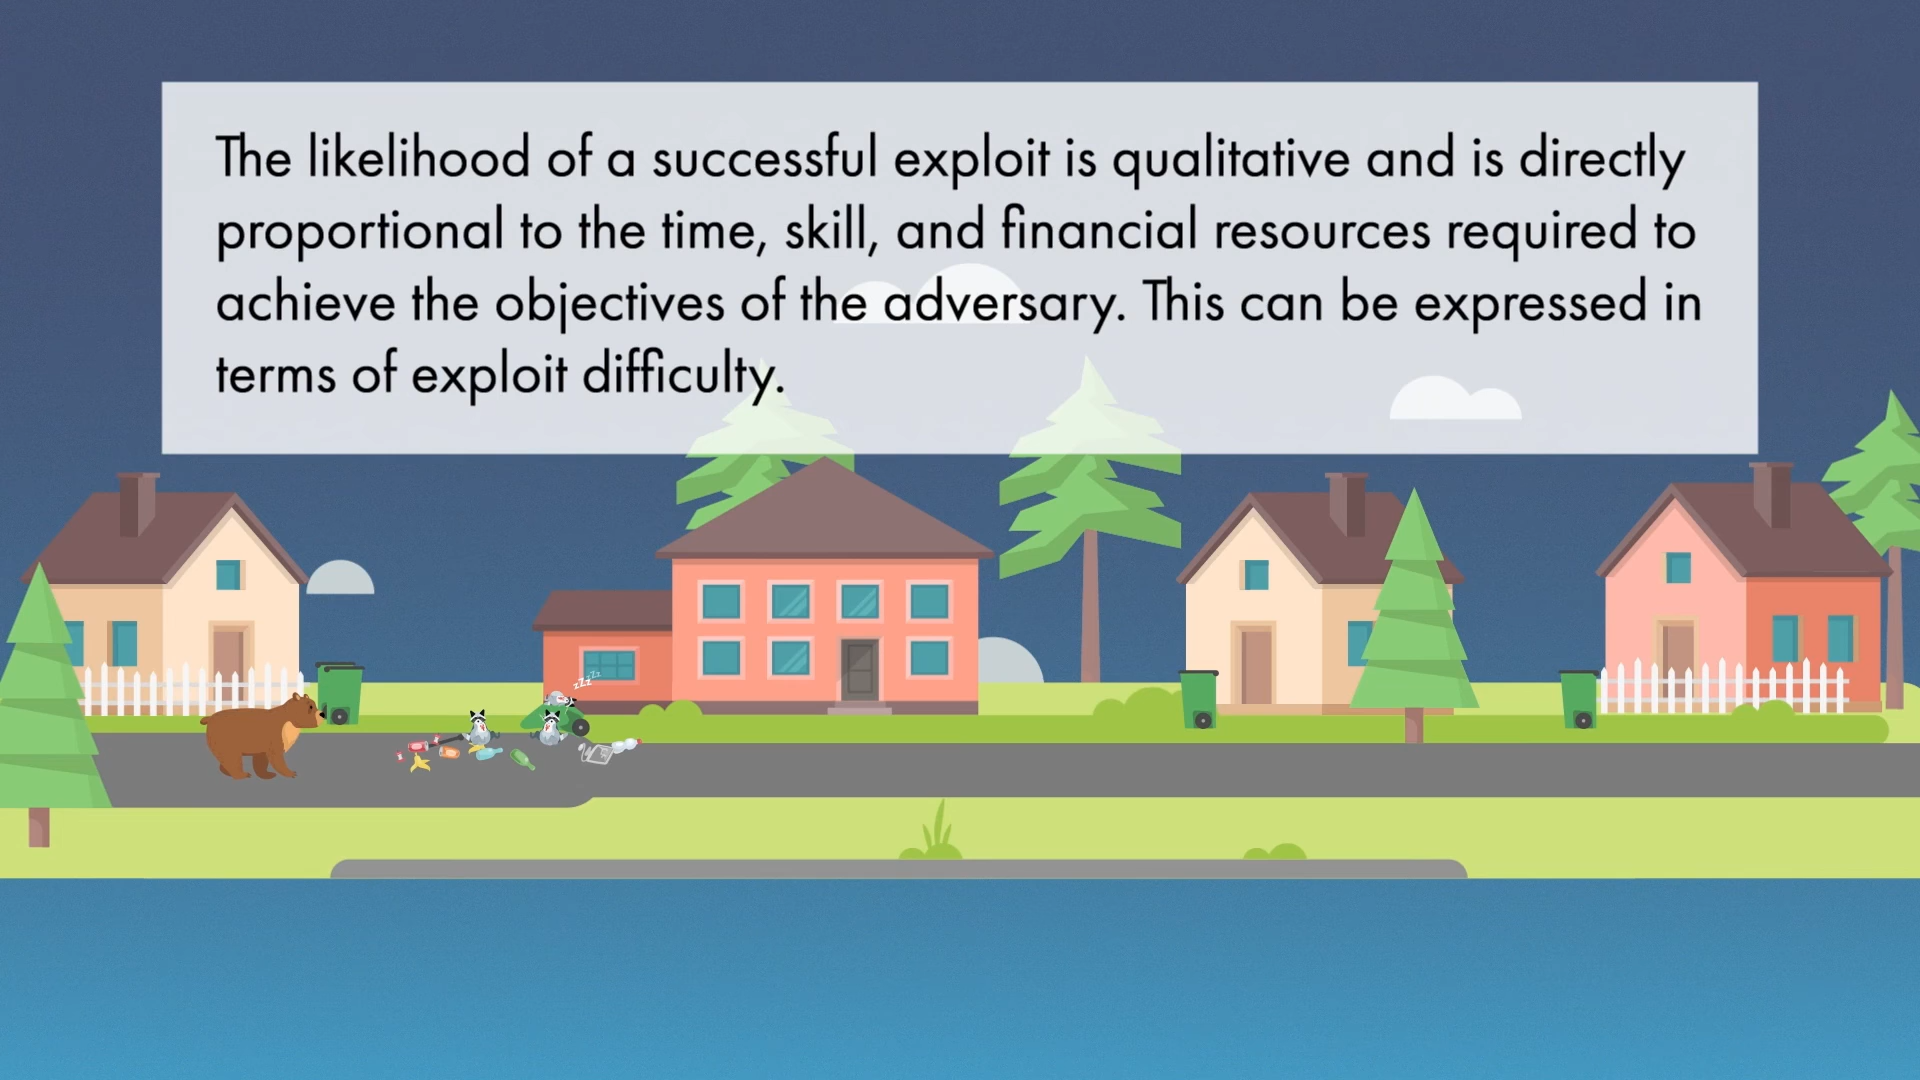 The likelihood of a successful exploit is qualitative and is directly
proportional to the time, skill, and financial resources required to
achieve the objectives of the adversary. This can be expressed in
terms of exploit difficulty.
zZZzZz